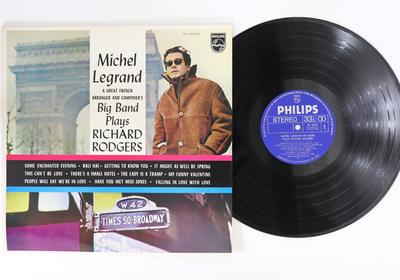 PHILIPS
Michel
Legrand
A GREAT FRENCH
ARRANGER AND COMPOSER'S
Big Band
Plays
RICHARD
RODGERS
SOME ENCHANTED EVENING • BALI HAI • GETTING TO KNOW YOU • IT MIGHT AS WELL BE SPRING
THIS CAN'T BE LOVE • THERE'S A SMALL HOTEL • THE LADY IS A TRAMP • MY FUNNY VALENTINE
PEOPLE WILL SAY WE'RE IN LOVE • HAVE YOU MET MISS JONES • FALLING IN LOVE WITH LOVE
W 42
TIMES SQ-BROADWAY
PHILIPS
STEREO 33⅓
1